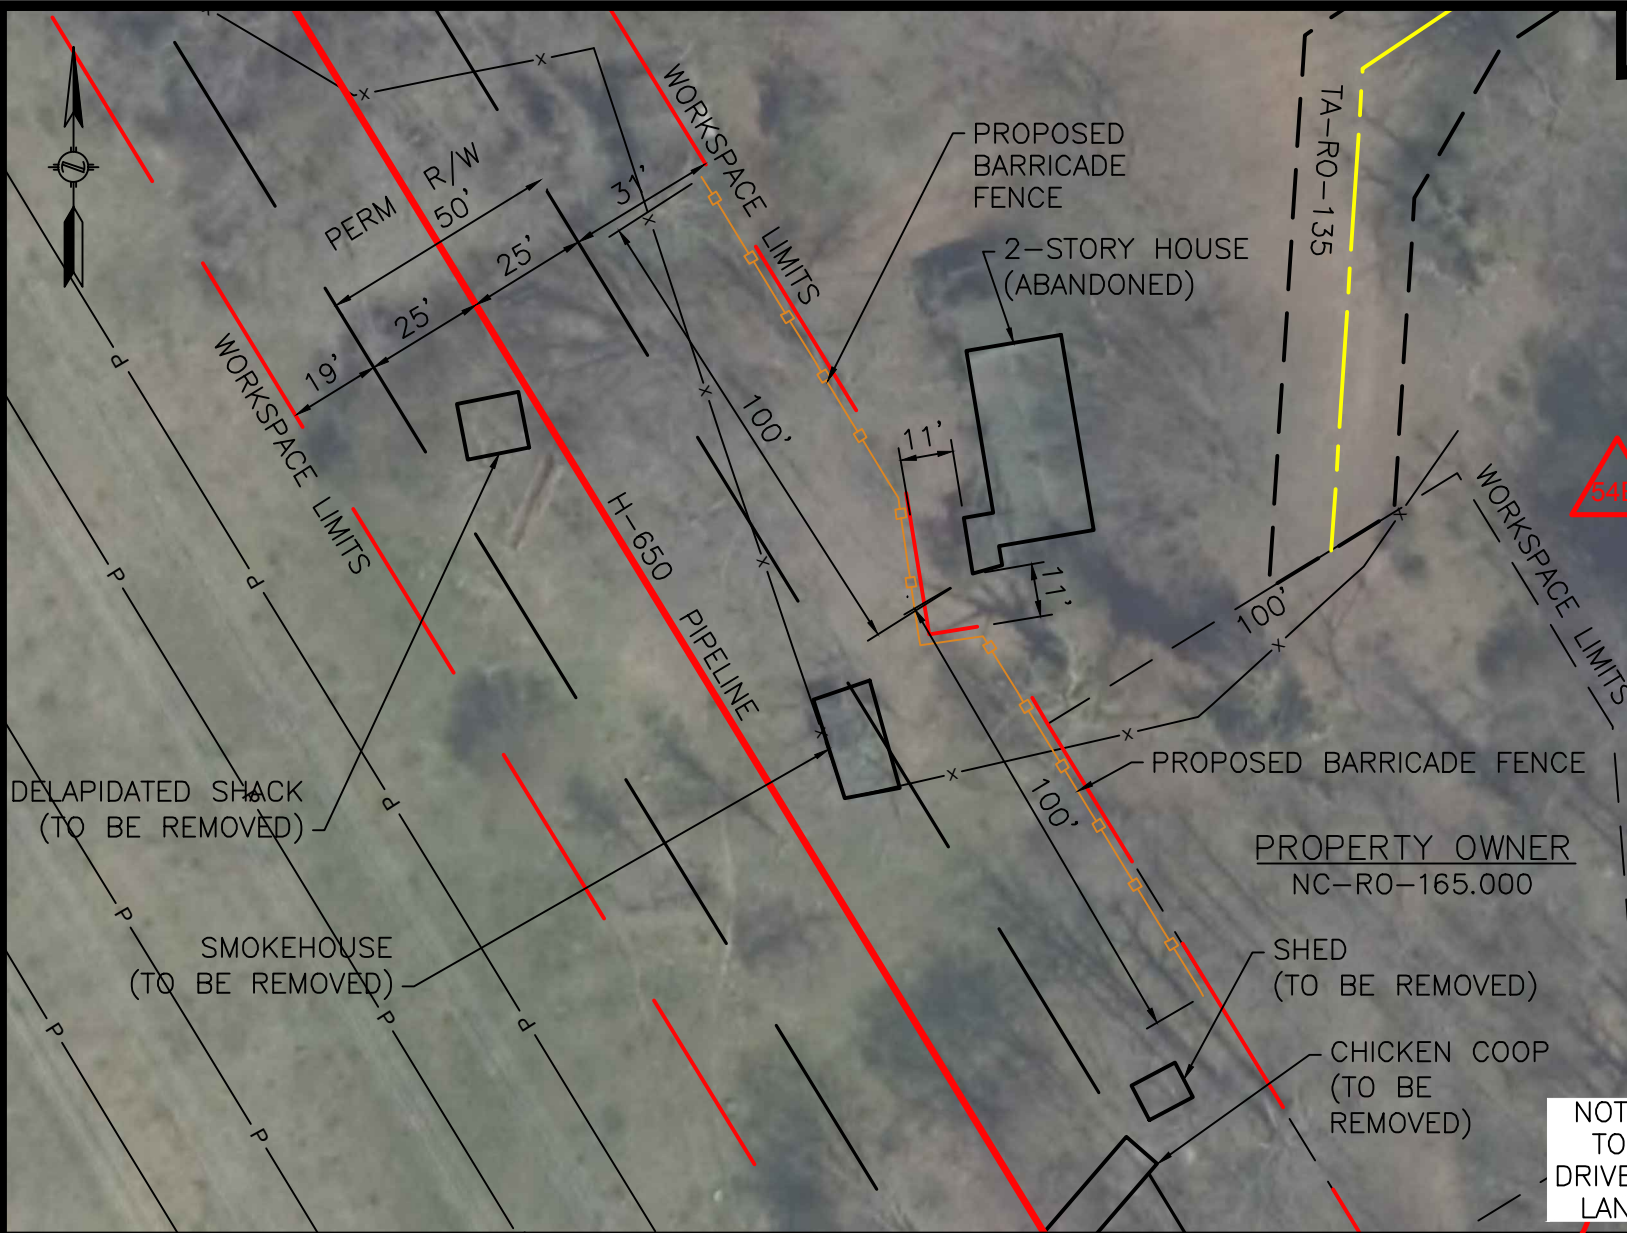 WORKSPACE LIMITS
TA-RO-135
PROPOSED
BARRICADE
FENCE
2-STORY HOUSE
(ABANDONED)
PERM R/W
50'
31'
25'
25'
19'
WORKSPACE LIMITS
100'
11'
11'
H-650 PIPELINE
100'
WORKSPACE LIMITS
PROPOSED BARRICADE FENCE
100'
DELAPIDATED SHACK
(TO BE REMOVED)
PROPERTY OWNER
NC-RO-165.000
SMOKEHOUSE
(TO BE REMOVED)
SHED
(TO BE REMOVED)
CHICKEN COOP
(TO BE
REMOVED)
X
X
X
X
X
X
X
X
X
X
X
P
P
P
P
P
P
P
P
P
P
N